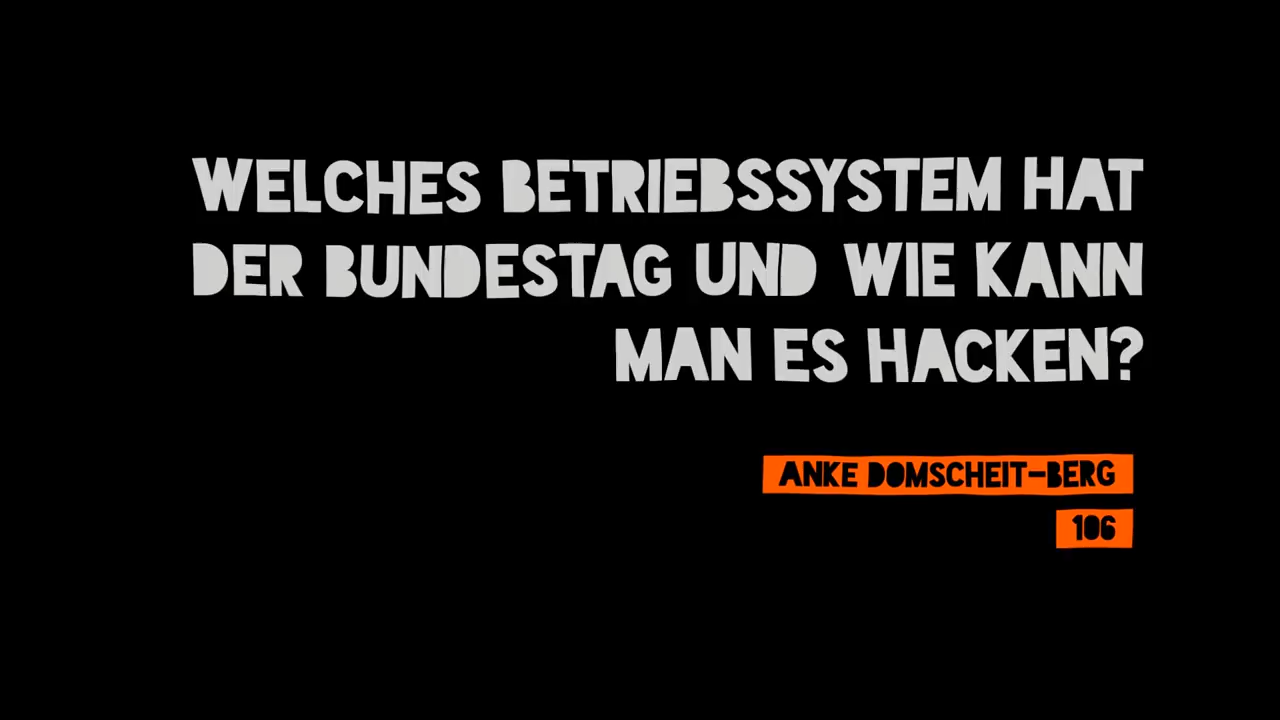 WELCHES BETRIEBSSYSTEM HAT
DER BUNDESTAG UND WIE KANN
MAN ES HACKEN?
ANKE DOMSCHEIT-BERG
106